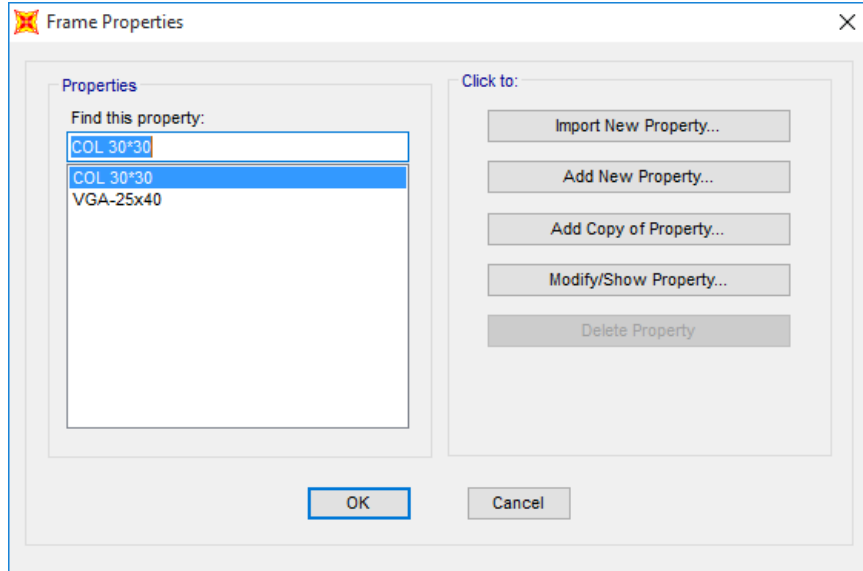 Frame Properties
Properties
Find this property:
COL 30*30
COL 30*30
VGA-25x40
Click to:
Import New Property...
Add New Property...
Add Copy of Property...
Modify/Show Property...
Delete Property
OK
Cancel